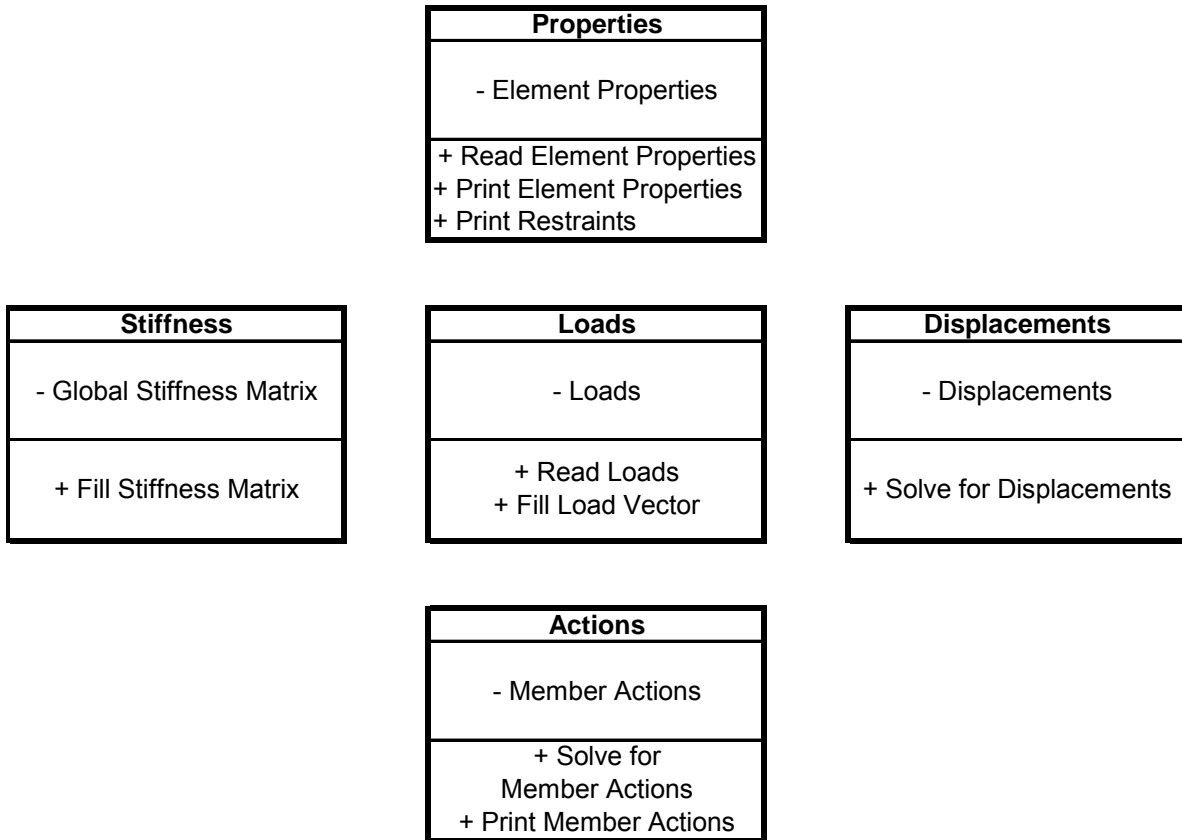 Properties
- Element Properties
+ Read Element Properties
+ Print Element Properties
+ Print Restraints
Stiffness
- Global Stiffness Matrix
+ Fill Stiffness Matrix
Loads
- Loads
+ Read Loads
+ Fill Load Vector
Displacements
- Displacements
+ Solve for Displacements
Actions
- Member Actions
+ Solve for
Member Actions
+ Print Member Actions